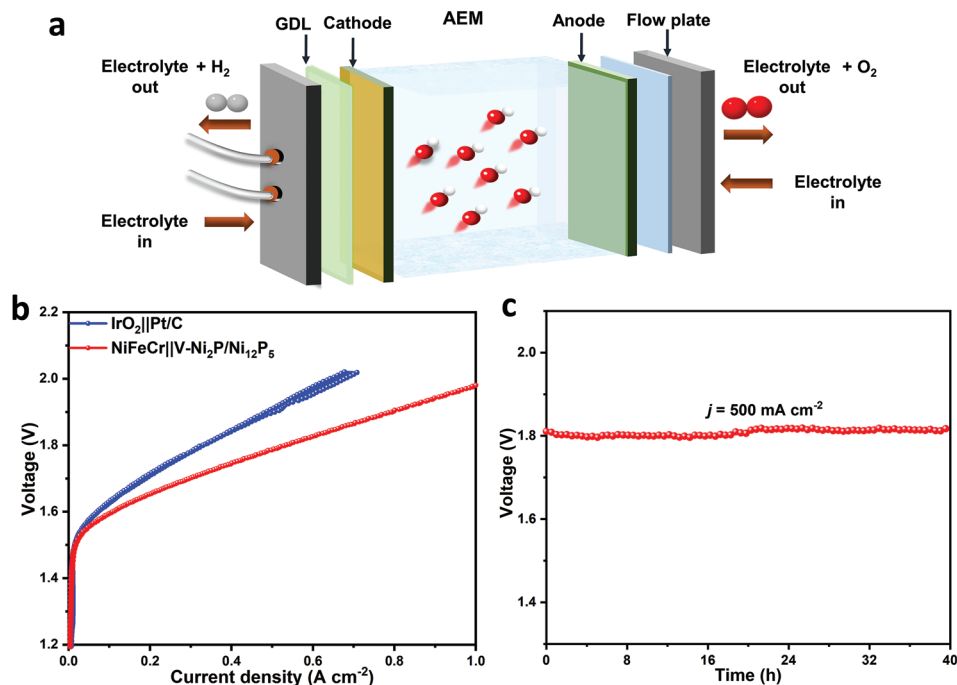 a
GDL Cathode AEM Anode Flow plate
Electrolyte + H₂
out
Electrolyte + O₂
out
Electrolyte
in
Electrolyte
in
b
IrO₂||Pt/C
NiFeCr||V-Ni₂P/Ni₁₂P₅
Voltage (V)
2.2
2.0
1.8
1.6
1.4
1.2
0.0 0.2 0.4 0.6 0.8 1.0
Current density (A cm⁻²)
c
j = 500 mA cm⁻²
Voltage (V)
2.0
1.8
1.6
1.4
0 8 16 24 32 40
Time (h)